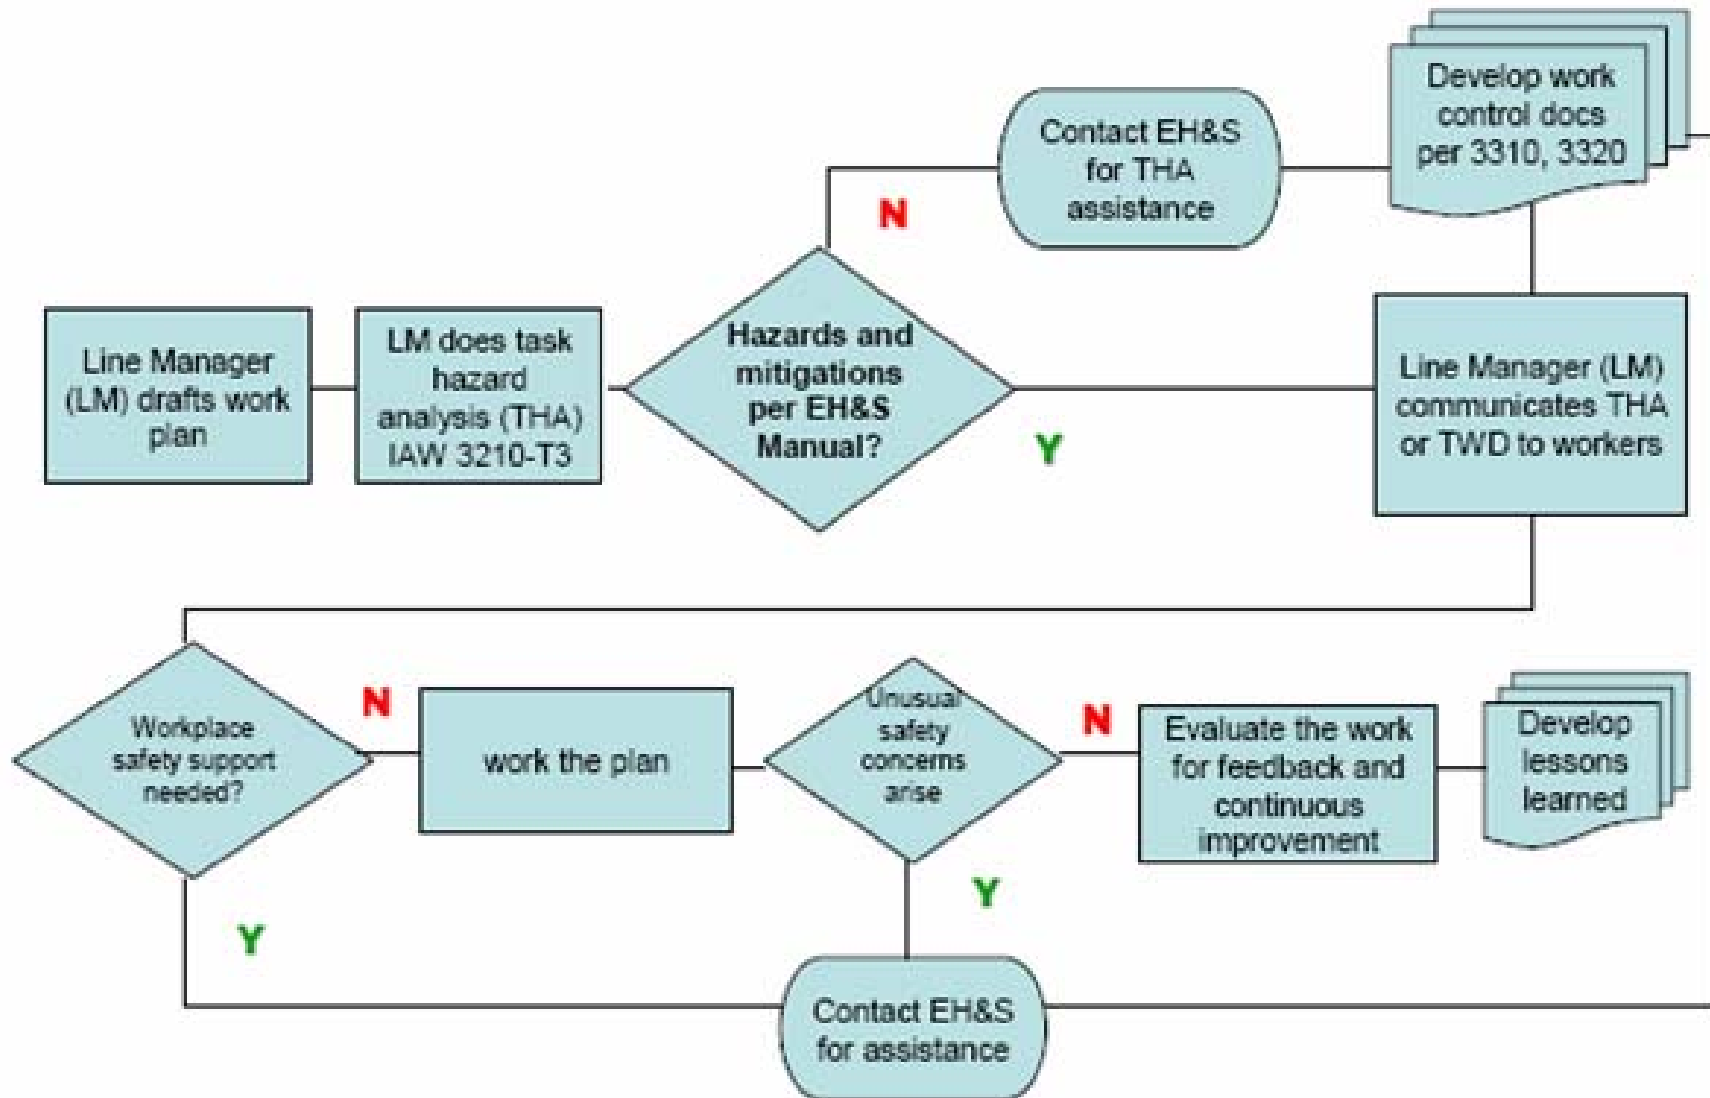 Develop work
control docs
per 3310, 3320
Contact EH&S
for THA
assistance
N
Line Manager
(LM) drafts work
plan
LM does task
hazard
analysis (THA)
IAW 3210-T3
Hazards and
mitigations
per EH&S
Manual?
Y
Line Manager (LM)
communicates THA
or TWD to workers
Workplace
safety support
needed?
N
work the plan
Unusual
safety
concerns
arise
N
Evaluate the work
for feedback and
continuous
improvement
Develop
lessons
learned
Y
Y
Contact EH&S
for assistance